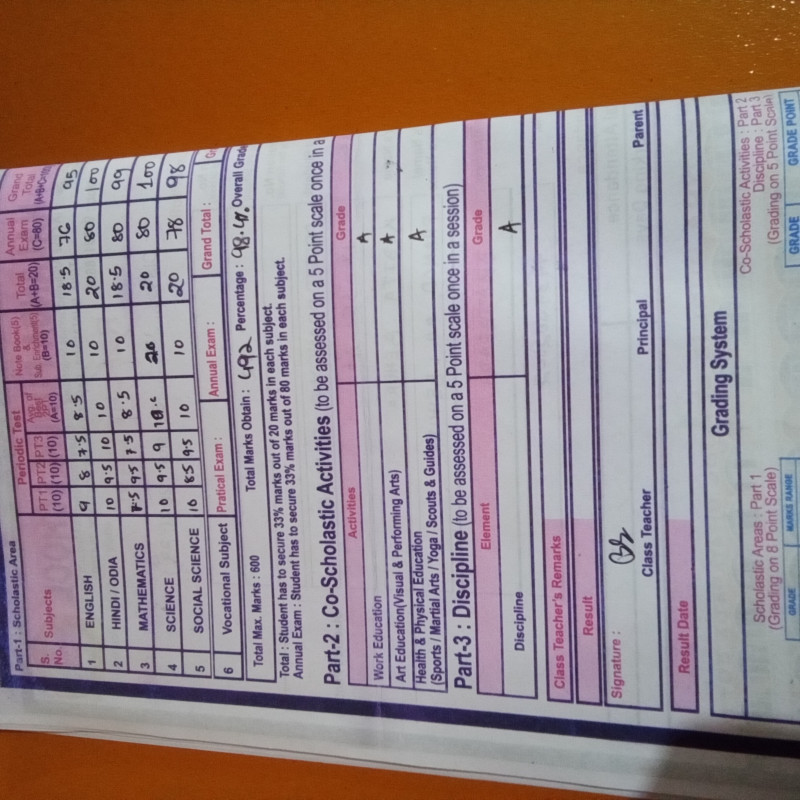 Part-1 : Scholastic Area
S. No. Subjects Periodic Test PT1 (10) PT2 (10) PT3 (10) (A=10) Note Book(5) & Sub. Enrichment(5) (B=10) Total (A+B=20) Annual Exam (C=80) Grand Total
1 ENGLISH 9 8 7.5 8.5 10 18.5 76 95
2 HINDI / ODIA 10 9.5 10 10 10 20 80 100
3 MATHEMATICS 7.5 9.5 7.5 8.5 10 18.5 80 99
4 SCIENCE 10 9.5 9 20 80 100
5 SOCIAL SCIENCE 10 8.5 9.5 10 10 20 78 98
6 Vocational Subject Pratical Exam : Annual Exam : Grand Total :
Total Max. Marks : 600 Total Marks Obtain : 492 Percentage : 98.4% Overall Grade
Total : Student has to secure 33% marks out of 20 marks in each subject.
Annual Exam : Student has to secure 33% marks out of 80 marks in each subject.
Part-2 : Co-Scholastic Activities (to be assessed on a 5 Point scale once in a
Activities Grade
Work Education A
Art Education(Visual & Performing Arts) A
Health & Physical Education A
(Sports / Martial Arts / Yoga / Scouts & Guides)
Part-3 : Discipline (to be assessed on a 5 Point scale once in a session)
Element Grade
Discipline A
Class Teacher's Remarks
Result
Signature :
Class Teacher Principal Parent
Result Date
Grading System
Scholastic Areas : Part 1 Co-Scholastic Activities : Part 2
(Grading on 8 Point Scale) Discipline : Part 3
(Grading on 5 Point Scale)
GRADE MARKS RANGE GRADE GRADE POINT